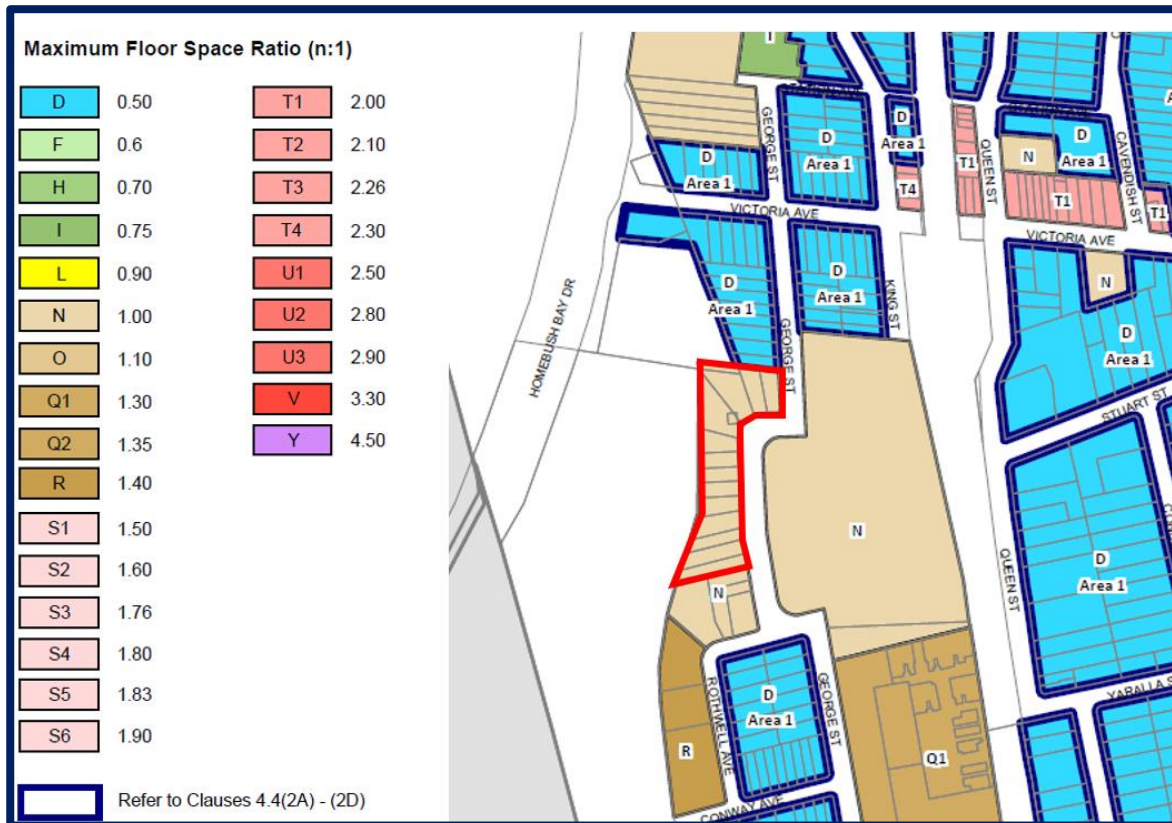 Maximum Floor Space Ratio (n:1)
D 0.50
F 0.6
H 0.70
I 0.75
L 0.90
N 1.00
O 1.10
Q1 1.30
Q2 1.35
R 1.40
S1 1.50
S2 1.60
S3 1.76
S4 1.80
S5 1.83
S6 1.90
T1 2.00
T2 2.10
T3 2.26
T4 2.30
U1 2.50
U2 2.80
U3 2.90
V 3.30
Y 4.50
Refer to Clauses 4.4(2A) - (2D)
I
GEORGE ST
D
Area 1
D
Area 1
D
Area 1
T4
T1
QUEEN ST
N
D
Area 1
CAVENDISH ST
T1
T1
VICTORIA AVE
VICTORIA AVE
HOMEBUSH BAY DR
D
Area 1
GEORGE ST
D
Area 1
KING ST
N
D
Area 1
STUART ST
N
N
QUEEN ST
D
Area 1
R
ROTHWELL AVE
D
Area 1
GEORGE ST
Q1
YARALLA S
CONWAY AVE